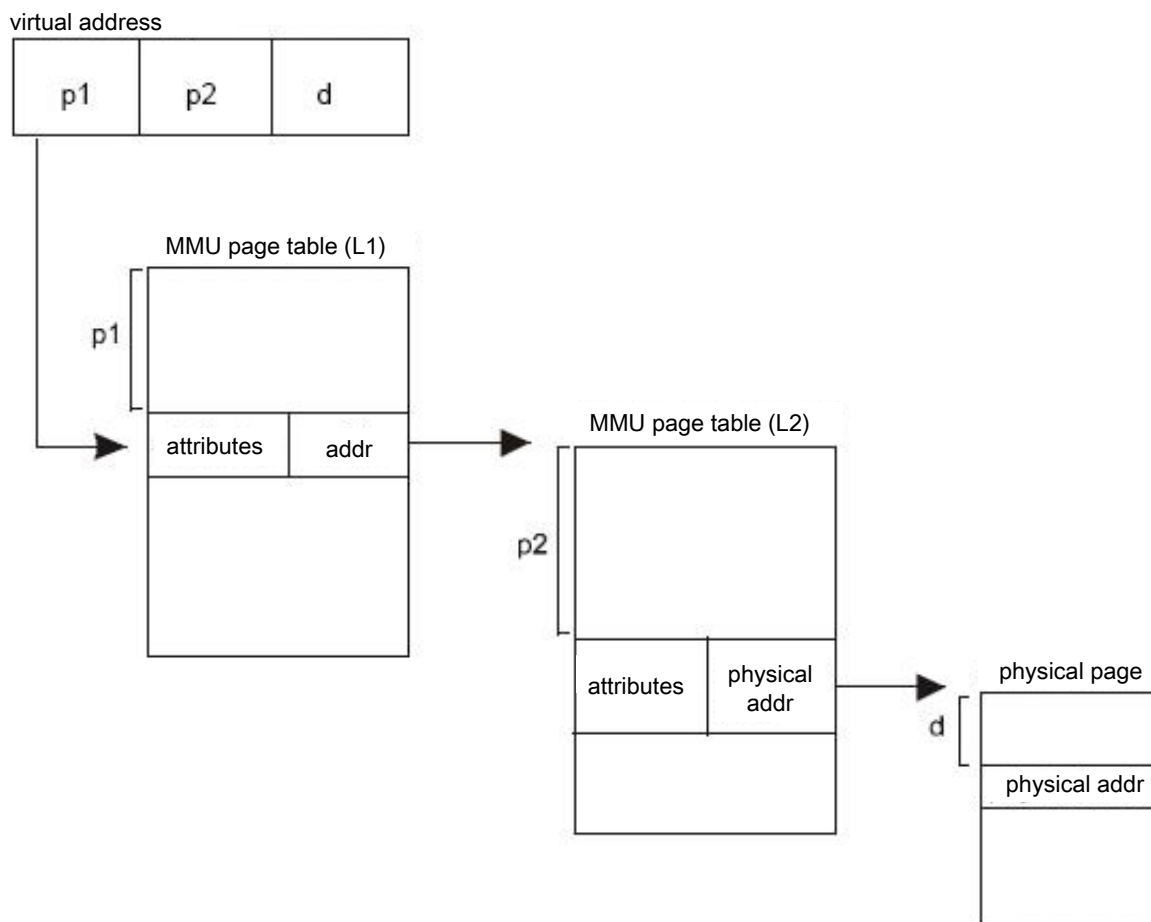 virtual address
p1 p2 d
MMU page table (L1)
p1
attributes addr
MMU page table (L2)
p2
attributes physical
addr
physical page
d
physical addr